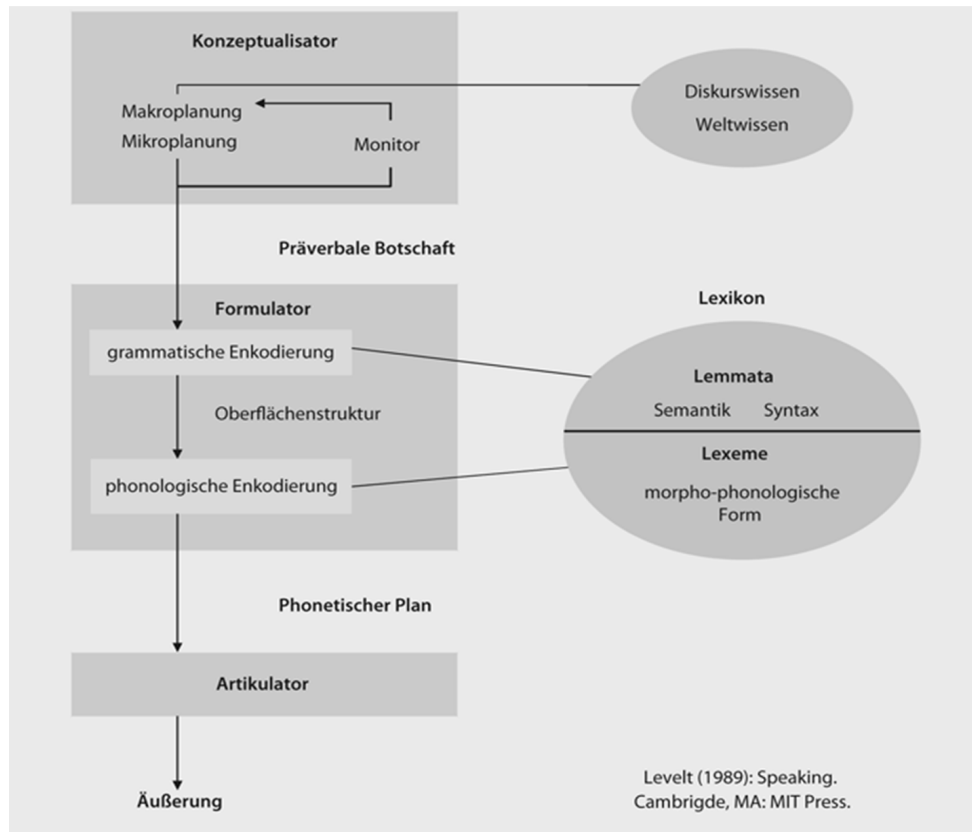 Konzeptualisator
Diskurswissen
Weltwissen
Makroplanung
Mikroplanung
Monitor
Präverbale Botschaft
Formulator
Lexikon
grammatische Enkodierung
Lemmata
Semantik Syntax
Oberflächenstruktur
Lexeme
phonologische Enkodierung
morpho-phonologische
Form
Phonetischer Plan
Artikulator
Äußerung
Levelt (1989): Speaking.
Cambrigde, MA: MIT Press.